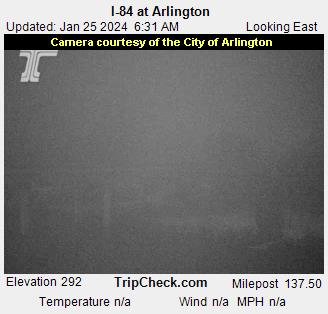 I-84 at Arlington
Updated: Jan 25 2024 6:31 AM Looking East
Camera courtesy of the City of Arlington
Elevation 292 TripCheck.com Milepost 137.50
Temperature n/a Wind n/a MPH n/a